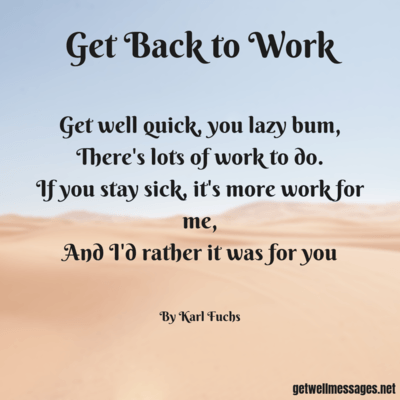 Get Back to Work
Get well quick, you lazy bum,
There's lots of work to do.
If you stay sick, it's more work for
me,
And I'd rather it was for you
By Karl Fuchs
getwellmessages.net